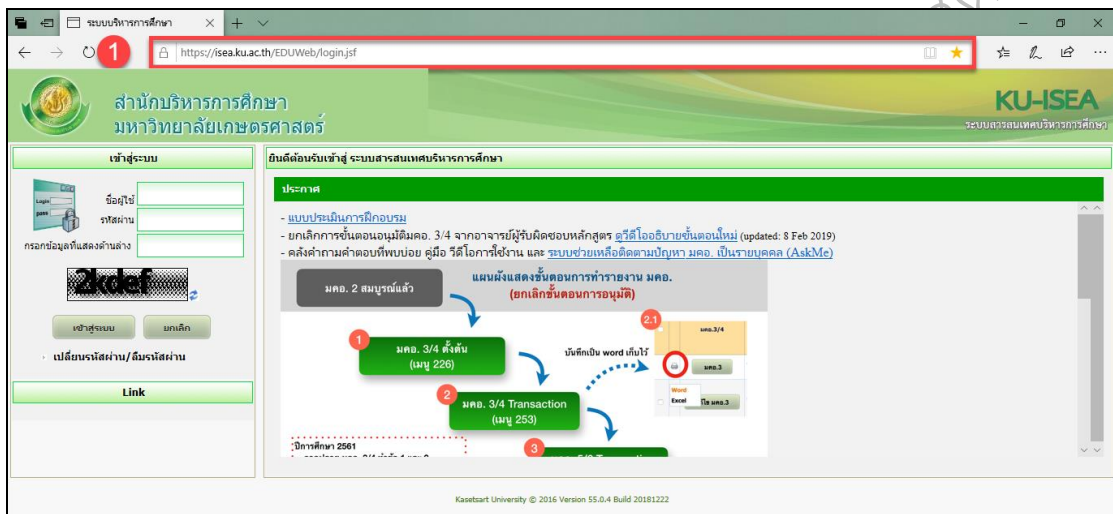 ระบบบริหารการศึกษา
1
https://isea.ku.ac.th/EDUWeb/login.jsf
สำนักบริหารการศึกษา
มหาวิทยาลัยเกษตรศาสตร์
KU-ISEA
ระบบสารสนเทศบริหารการศึกษา
เข้าสู่ระบบ
Login
pass
ชื่อผู้ใช้
รหัสผ่าน
กรอกข้อมูลที่แสดงด้านล่าง
2kdef
เข้าสู่ระบบ
ยกเลิก
เปลี่ยนรหัสผ่าน/ลืมรหัสผ่าน
Link
ยินดีต้อนรับเข้าสู่ ระบบสารสนเทศบริหารการศึกษา
ประกาศ
- แบบประเมินการฝึกอบรม
- ยกเลิกการขั้นตอนอนุมัติมคอ. 3/4 จากอาจารย์ผู้รับผิดชอบหลักสูตร ดูวีดีโออธิบายขั้นตอนใหม่ (updated: 8 Feb 2019)
- คลังคำถามคำตอบที่พบบ่อย คู่มือ วีดีโอการใช้งาน และ ระบบช่วยเหลือติดตามปัญหา มคอ. เป็นรายบุคคล (AskMe)
แผนผังแสดงขั้นตอนการทำรายงาน มคอ.
(ยกเลิกขั้นตอนการอนุมัติ)
มคอ. 2 สมบูรณ์แล้ว
1
มคอ. 3/4 ตั้งต้น
(เมนู 226)
บันทึกเป็น word เก็บไว้
2.1
มคอ.3/4
มคอ.3
Word
Excel
มคอ.3
2
มคอ. 3/4 Transaction
(เมนู 253)
3
ปีการศึกษา 2561
Kasetsart University © 2016 Version 55.0.4 Build 20181222